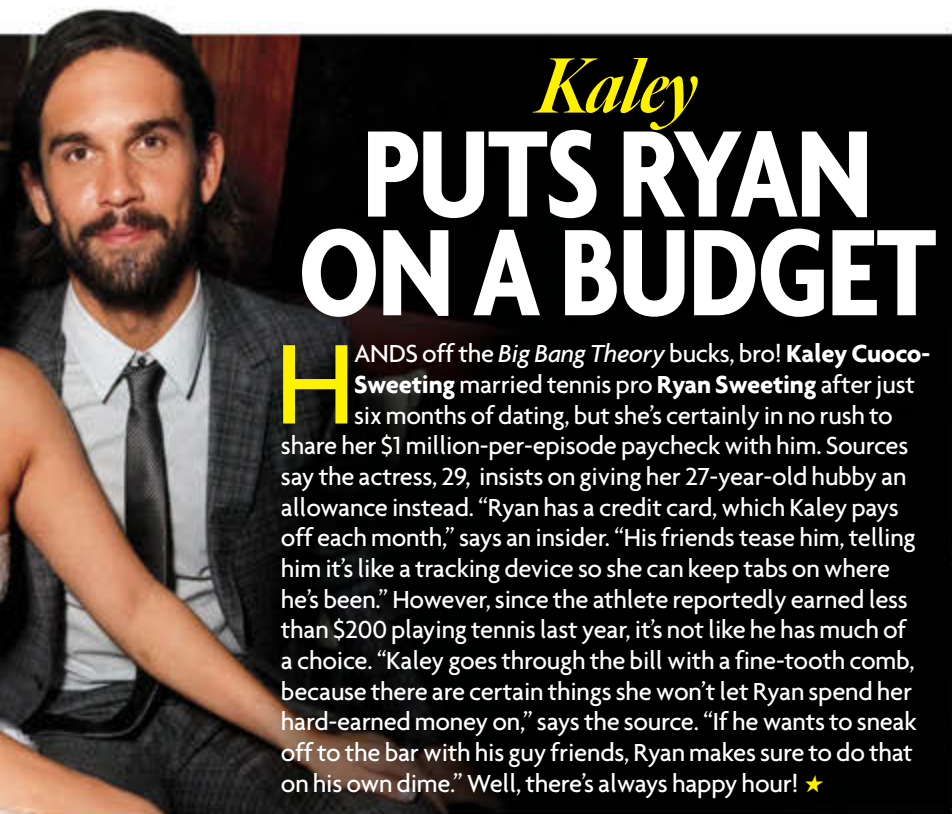 Kaley
PUTS RYAN
ON A BUDGET
HANDS off the Big Bang Theory bucks, bro! Kaley Cuoco-
Sweeting married tennis pro Ryan Sweeting after just
six months of dating, but she’s certainly in no rush to
share her $1 million-per-episode paycheck with him. Sources
say the actress, 29, insists on giving her 27-year-old hubby an
allowance instead. “Ryan has a credit card, which Kaley pays
off each month,” says an insider. “His friends tease him, telling
him it’s like a tracking device so she can keep tabs on where
he’s been.” However, since the athlete reportedly earned less
than $200 playing tennis last year, it’s not like he has much of
a choice. “Kaley goes through the bill with a fine-tooth comb,
because there are certain things she won’t let Ryan spend her
hard-earned money on,” says the source. “If he wants to sneak
off to the bar with his guy friends, Ryan makes sure to do that
on his own dime.” Well, there’s always happy hour! ★